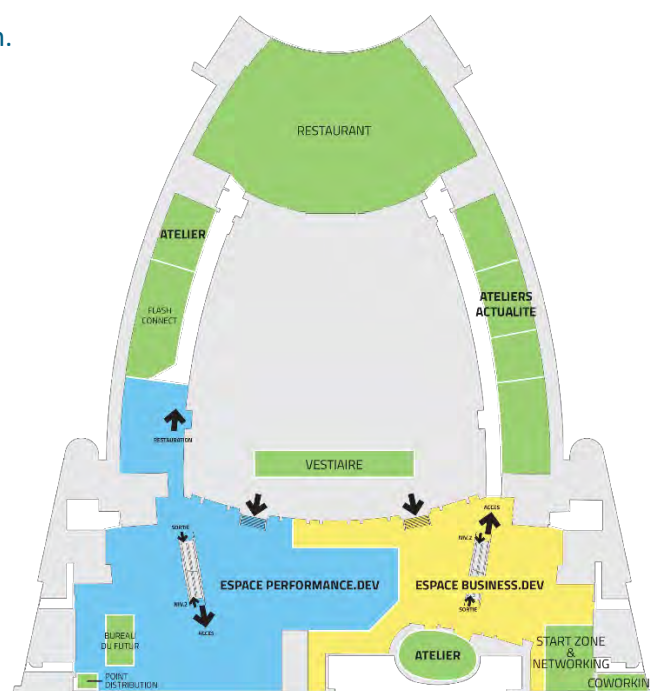 n.
RESTAURANT
ATELIER
FLASH
CONNECT
ATELIERS
ACTUALITE
RESTAURATION
VESTIAIRE
SORTIE
ACCES
NIV.2
ESPACE PERFORMANCE.DEV
ESPACE BUSINESS.DEV
NIV.2
SORTIE
ACCES
BUREAU
DU FUTUR
ATELIER
START ZONE
&
NETWORKING
POINT
DISTRIBUTION
COWORKIN